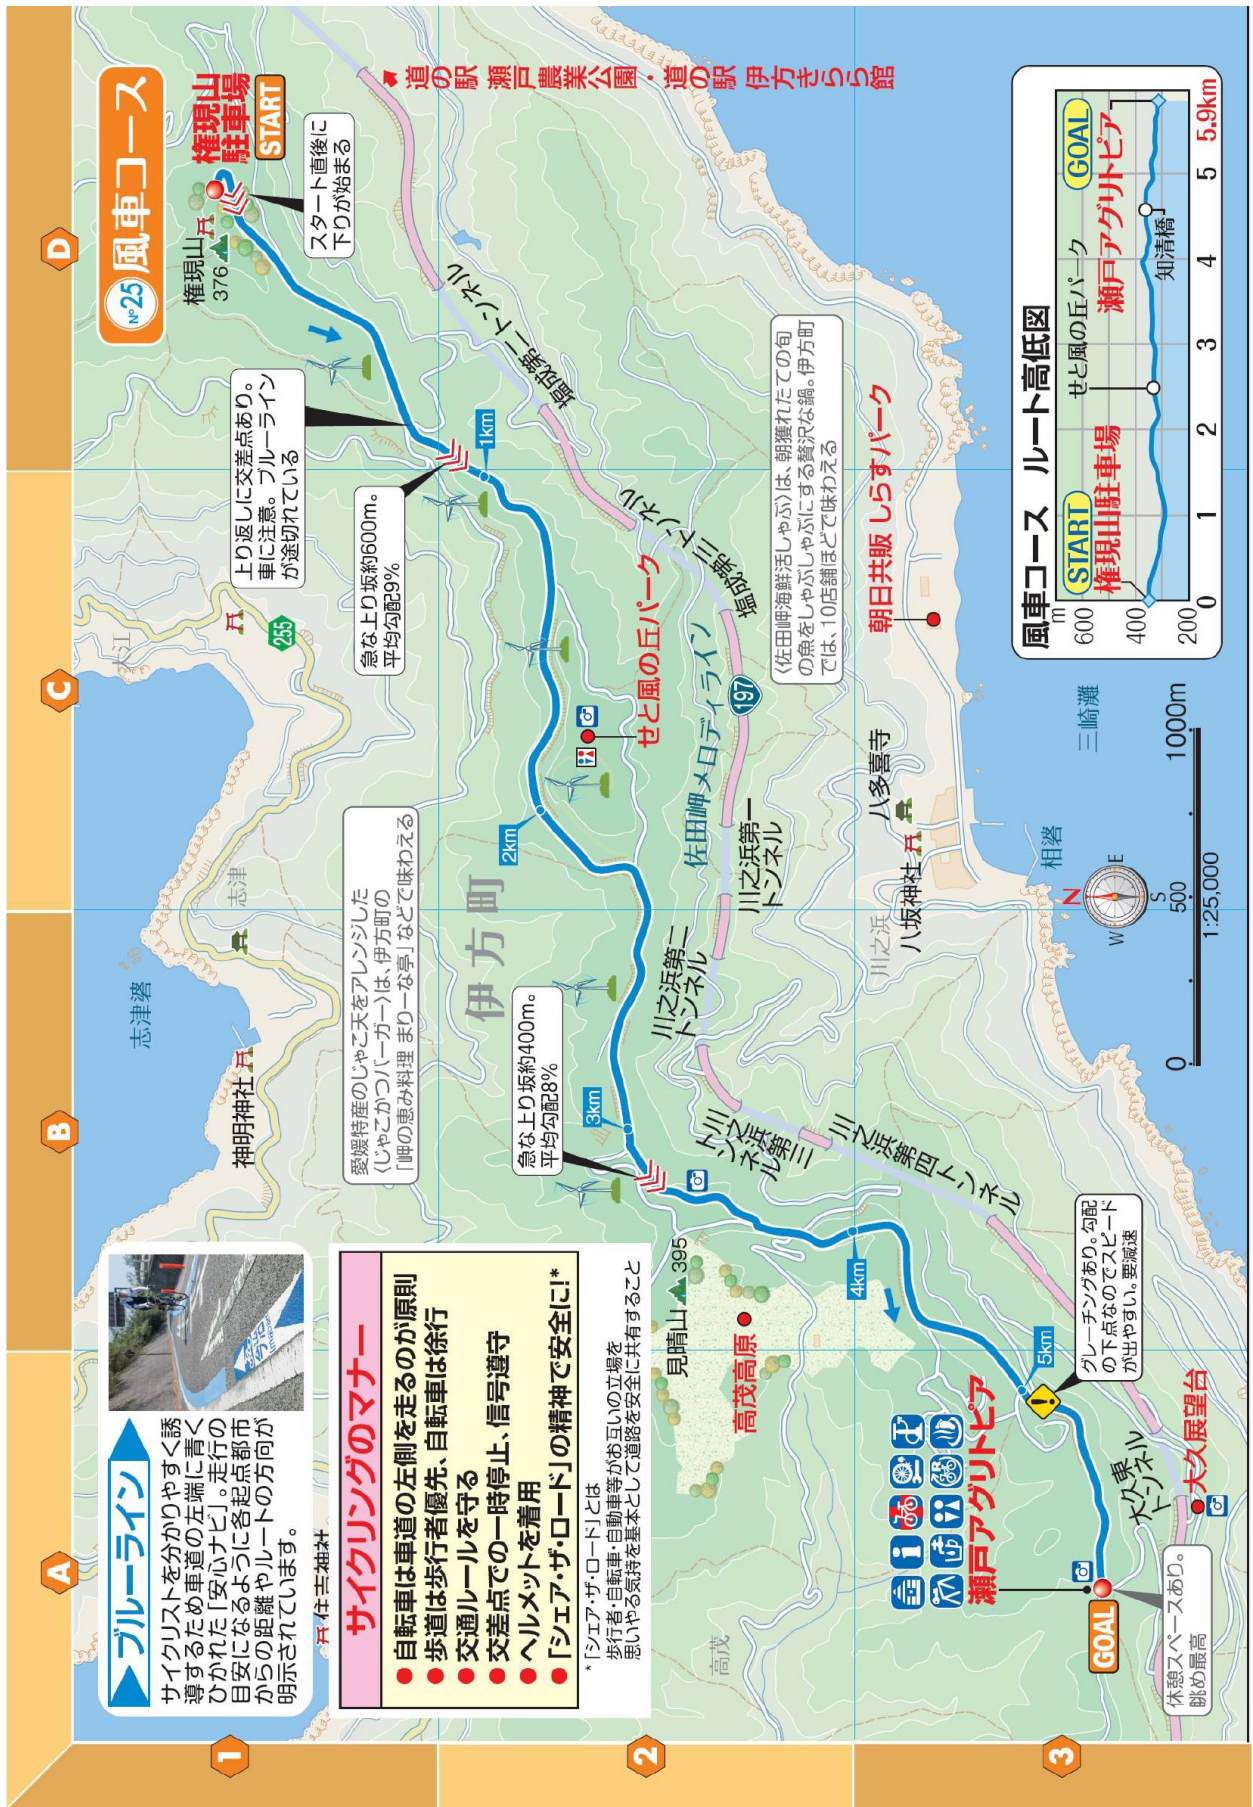 №25 風車コース
権現山
駐車場
START
道の駅 瀬戸農業公園・道の駅 伊方きらら館
スタート直後に
下りが始まる
権現山
376
上り返しに交差点あり。
車に注意。ブルーライン
が途切れている
急な上り坂約600m。
平均勾配9%
1km
塩成第二トンネル
塩成第三トンネル
大江
255
せと風の丘パーク
佐田岬メロディライン
197
〈佐田岬海鮮活しゃぶ〉は、朝獲れたての旬
の魚をしゃぶしゃぶにする贅沢な鍋。伊方町
では、10店舗ほどで味わえる
朝日共販 しらすパーク
2km
志津
志津碆
愛媛特産のじゃこ天をアレンジした
〈じゃこかつバーガー〉は、伊方町の
「岬の恵み料理 まりーな亭」などで味わえる
伊方町
川之浜第一
トンネル
八多喜寺
八坂神社
川之浜
相碆
三崎灘
川之浜第二
トンネル
神明神社
急な上り坂約400m。
平均勾配8%
3km
川之浜第三
トンネル
川之浜第四トンネル
見晴山
395
高茂高原
4km
5km
グレーチングあり。勾配
の下点なのでスピード
が出やすい。要減速
瀬戸アグリトピア
大久東
トンネル
大久展望台
GOAL
休憩スペースあり。
眺め最高
高茂
住吉神社
ブルーライン
サイクリストを分かりやすく誘
導するため車道の左端に青く
ひかれた「安心ナビ」。走行の
目安になるように各起点都市
からの距離やルートの方向が
明示されています。
サイクリングのマナー
●自転車は車道の左側を走るのが原則
●歩道は歩行者優先、自転車は徐行
●交通ルールを守る
●交差点での一時停止、信号遵守
●ヘルメットを着用
●「シェア・ザ・ロード」の精神で安全に!*
*「シェア・ザ・ロード」とは
歩行者・自転車・自動車等がお互いの立場を
思いやる気持を基本として道路を安全に共有すること
風車コース ルート高低図
m
600
400
200
START
権現山駐車場
せと風の丘パーク
知清橋
GOAL
瀬戸アグリトピア
0 1 2 3 4 5 5.9km
N
E
S
W
0 500 1000m
1:25,000
A
B
C
D
1
2
3